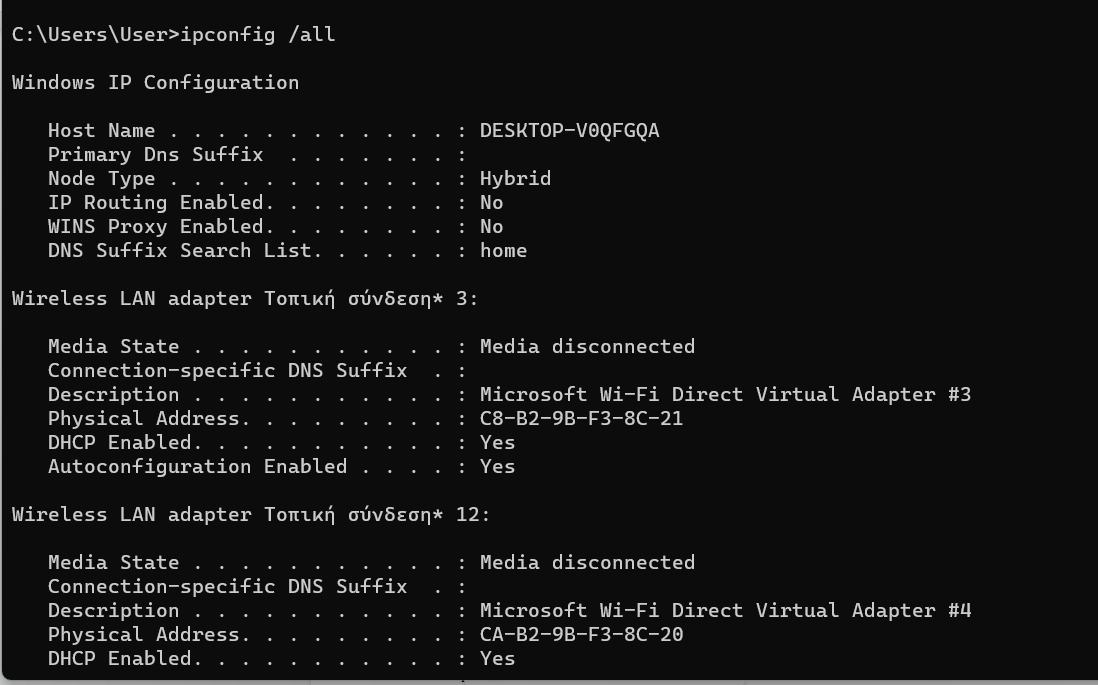 C:\Users\User>ipconfig /all
Windows IP Configuration
Host Name . . . . . . . . . . . . : DESKTOP-V0QFGQA
Primary Dns Suffix  . . . . . . . :
Node Type . . . . . . . . . . . . : Hybrid
IP Routing Enabled. . . . . . . . : No
WINS Proxy Enabled. . . . . . . . : No
DNS Suffix Search List. . . . . . : home
Wireless LAN adapter Τοπική σύνδεση* 3:
Media State . . . . . . . . . . . : Media disconnected
Connection-specific DNS Suffix  . :
Description . . . . . . . . . . . : Microsoft Wi-Fi Direct Virtual Adapter #3
Physical Address. . . . . . . . . : C8-B2-9B-F3-8C-21
DHCP Enabled. . . . . . . . . . . : Yes
Autoconfiguration Enabled . . . . : Yes
Wireless LAN adapter Τοπική σύνδεση* 12:
Media State . . . . . . . . . . . : Media disconnected
Connection-specific DNS Suffix  . :
Description . . . . . . . . . . . : Microsoft Wi-Fi Direct Virtual Adapter #4
Physical Address. . . . . . . . . : CA-B2-9B-F3-8C-20
DHCP Enabled. . . . . . . . . . . : Yes